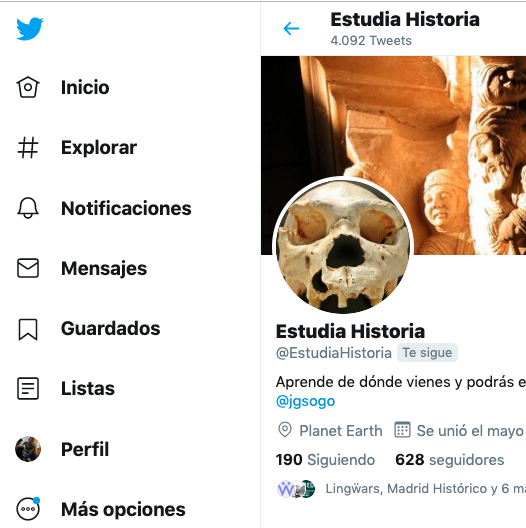 Estudia Historia
4.092 Tweets
Inicio
Explorar
Notificaciones
Mensajes
Guardados
Listas
Perfil
Más opciones
Estudia Historia
@EstudiaHistoria Te sigue
Aprende de dónde vienes y podrás e
@jgsogo
Planet Earth Se unió el mayo
190 Siguiendo 628 seguidores
Lingẅars, Madrid Histórico y 6 m